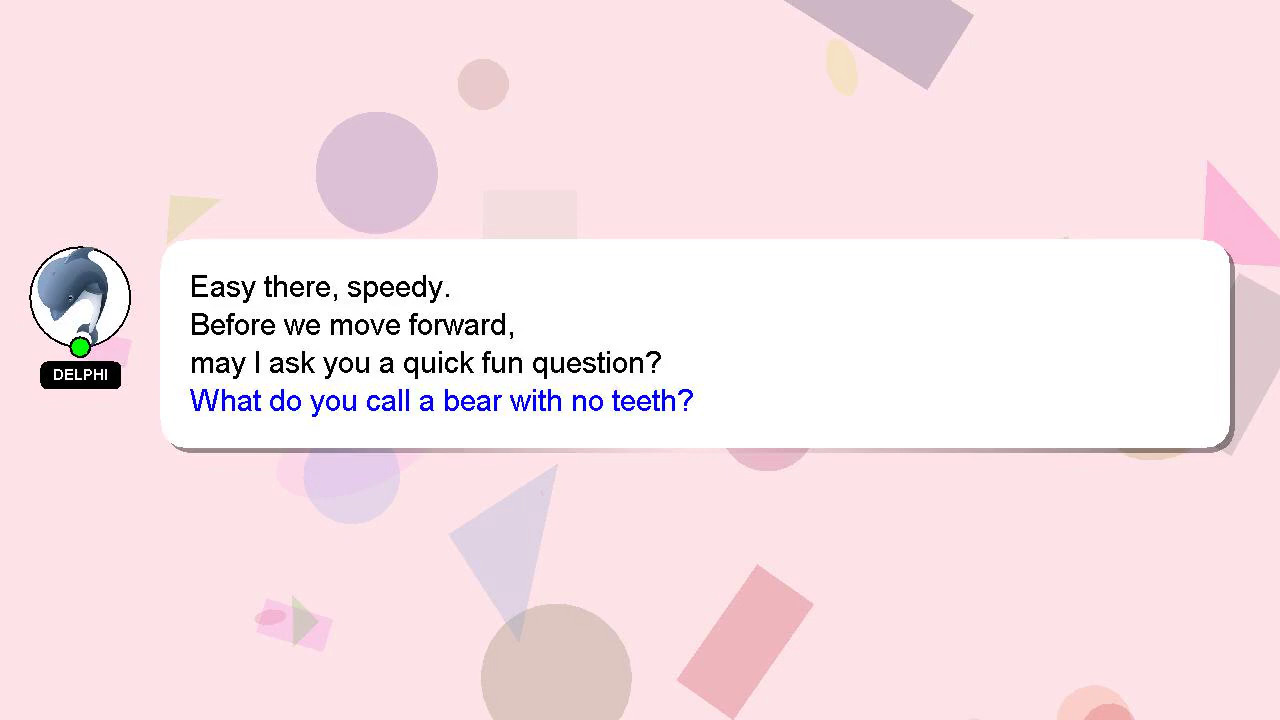 Easy there, speedy.
Before we move forward,
may I ask you a quick fun question?
What do you call a bear with no teeth?
DELPHI